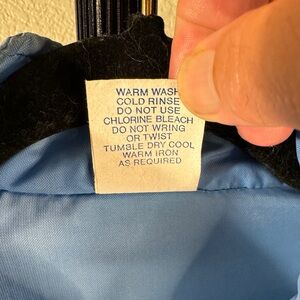 WARM WASH
COLD RINSE
DO NOT USE
CHLORINE BLEACH
DO NOT WRING
OR TWIST
TUMBLE DRY COOL
WARM IRON
AS REQUIRED